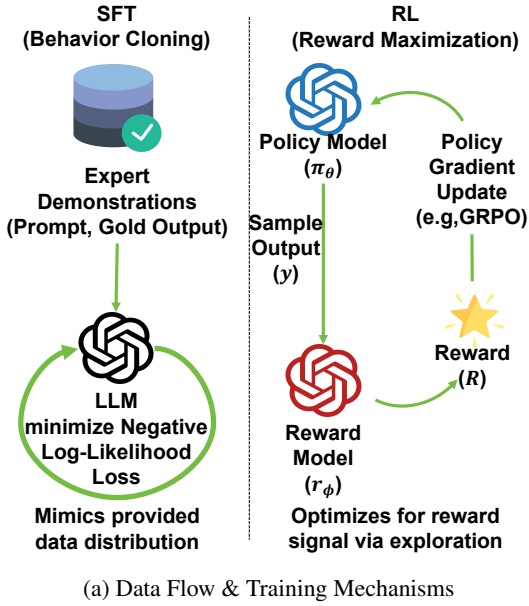 SFT
(Behavior Cloning)
Expert
Demonstrations
(Prompt, Gold Output)
LLM
minimize Negative
Log-Likelihood
Loss
Mimics provided
data distribution
RL
(Reward Maximization)
Policy Model
(π_θ)
Sample
Output
(y)
Policy
Gradient
Update
(e.g,GRPO)
Reward
(R)
Reward
Model
(r_ϕ)
Optimizes for reward
signal via exploration
(a) Data Flow & Training Mechanisms